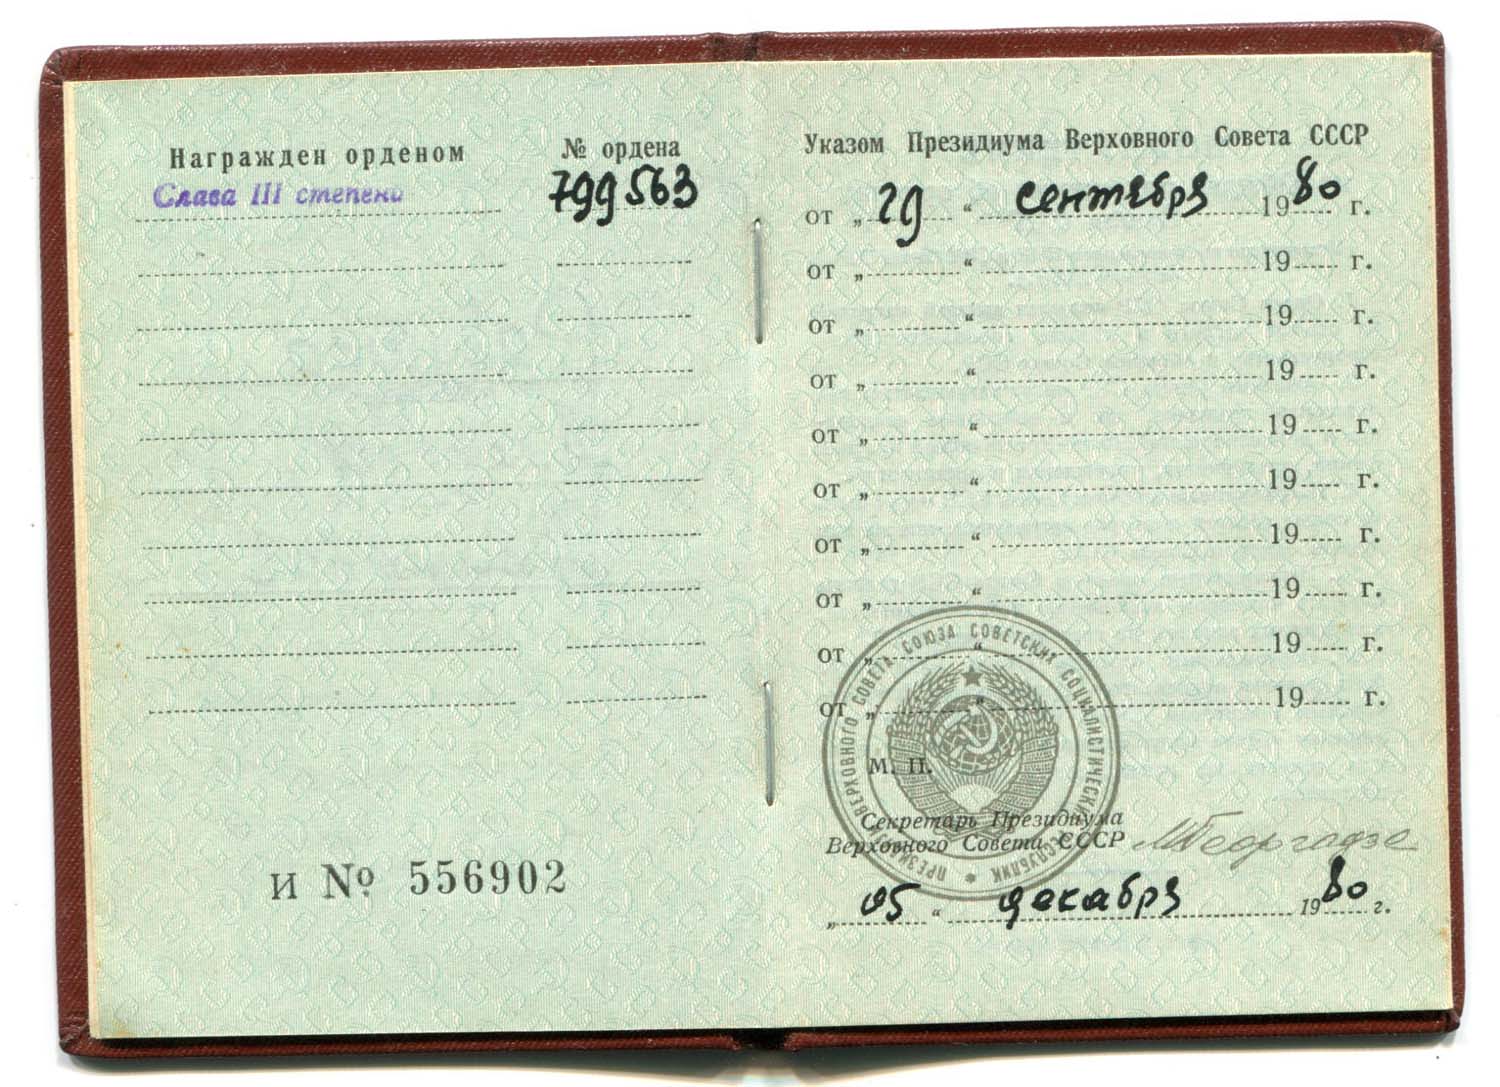 Награжден орденом № ордена
Слава III степени 799563
И № 556902
Указом Президиума Верховного Совета СССР
от „ 29 “ сентября 1980 г.
от „ “ 19 г.
от „ “ 19 г.
от „ “ 19 г.
от „ “ 19 г.
от „ “ 19 г.
от „ “ 19 г.
от „ “ 19 г.
от „ “ 19 г.
от „ “ 19 г.
ПРЕЗИДИУМ ВЕРХОВНОГО СОВЕТА СОЮЗА СОВЕТСКИХ СОЦИАЛИСТИЧЕСКИХ РЕСПУБЛИК
М. П.
Секретарь Президиума
Верховного Совета СССР МГеоргадзе
„ 05 “ декабря 1980 г.